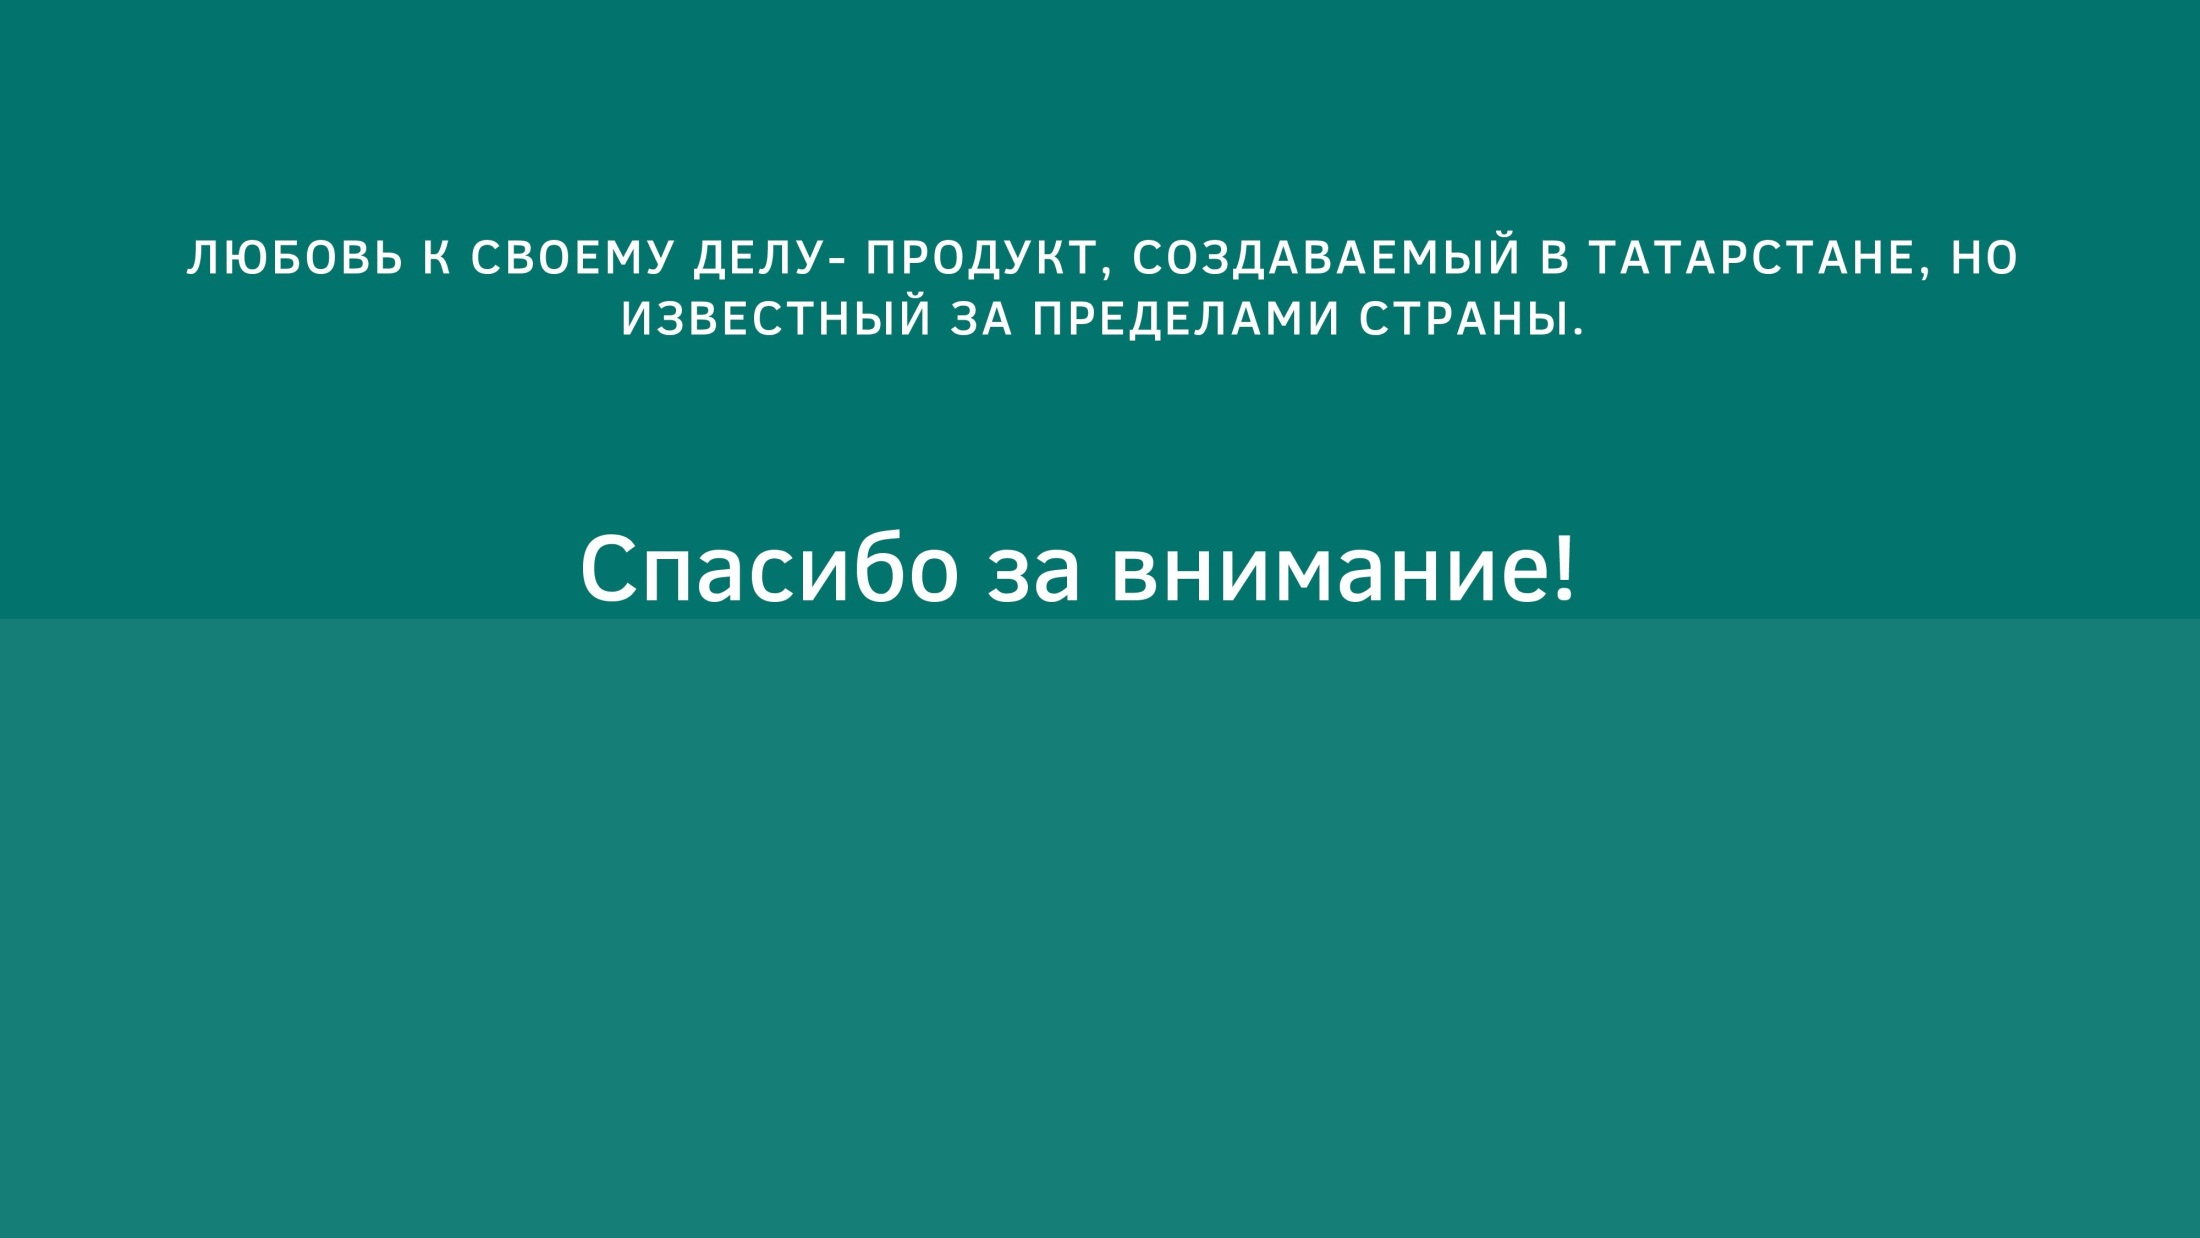 ЛЮБОВЬ К СВОЕМУ ДЕЛУ- ПРОДУКТ, СОЗДАВАЕМЫЙ В ТАТАРСТАНЕ, НО
ИЗВЕСТНЫЙ ЗА ПРЕДЕЛАМИ СТРАНЫ.
Спасибо за внимание!